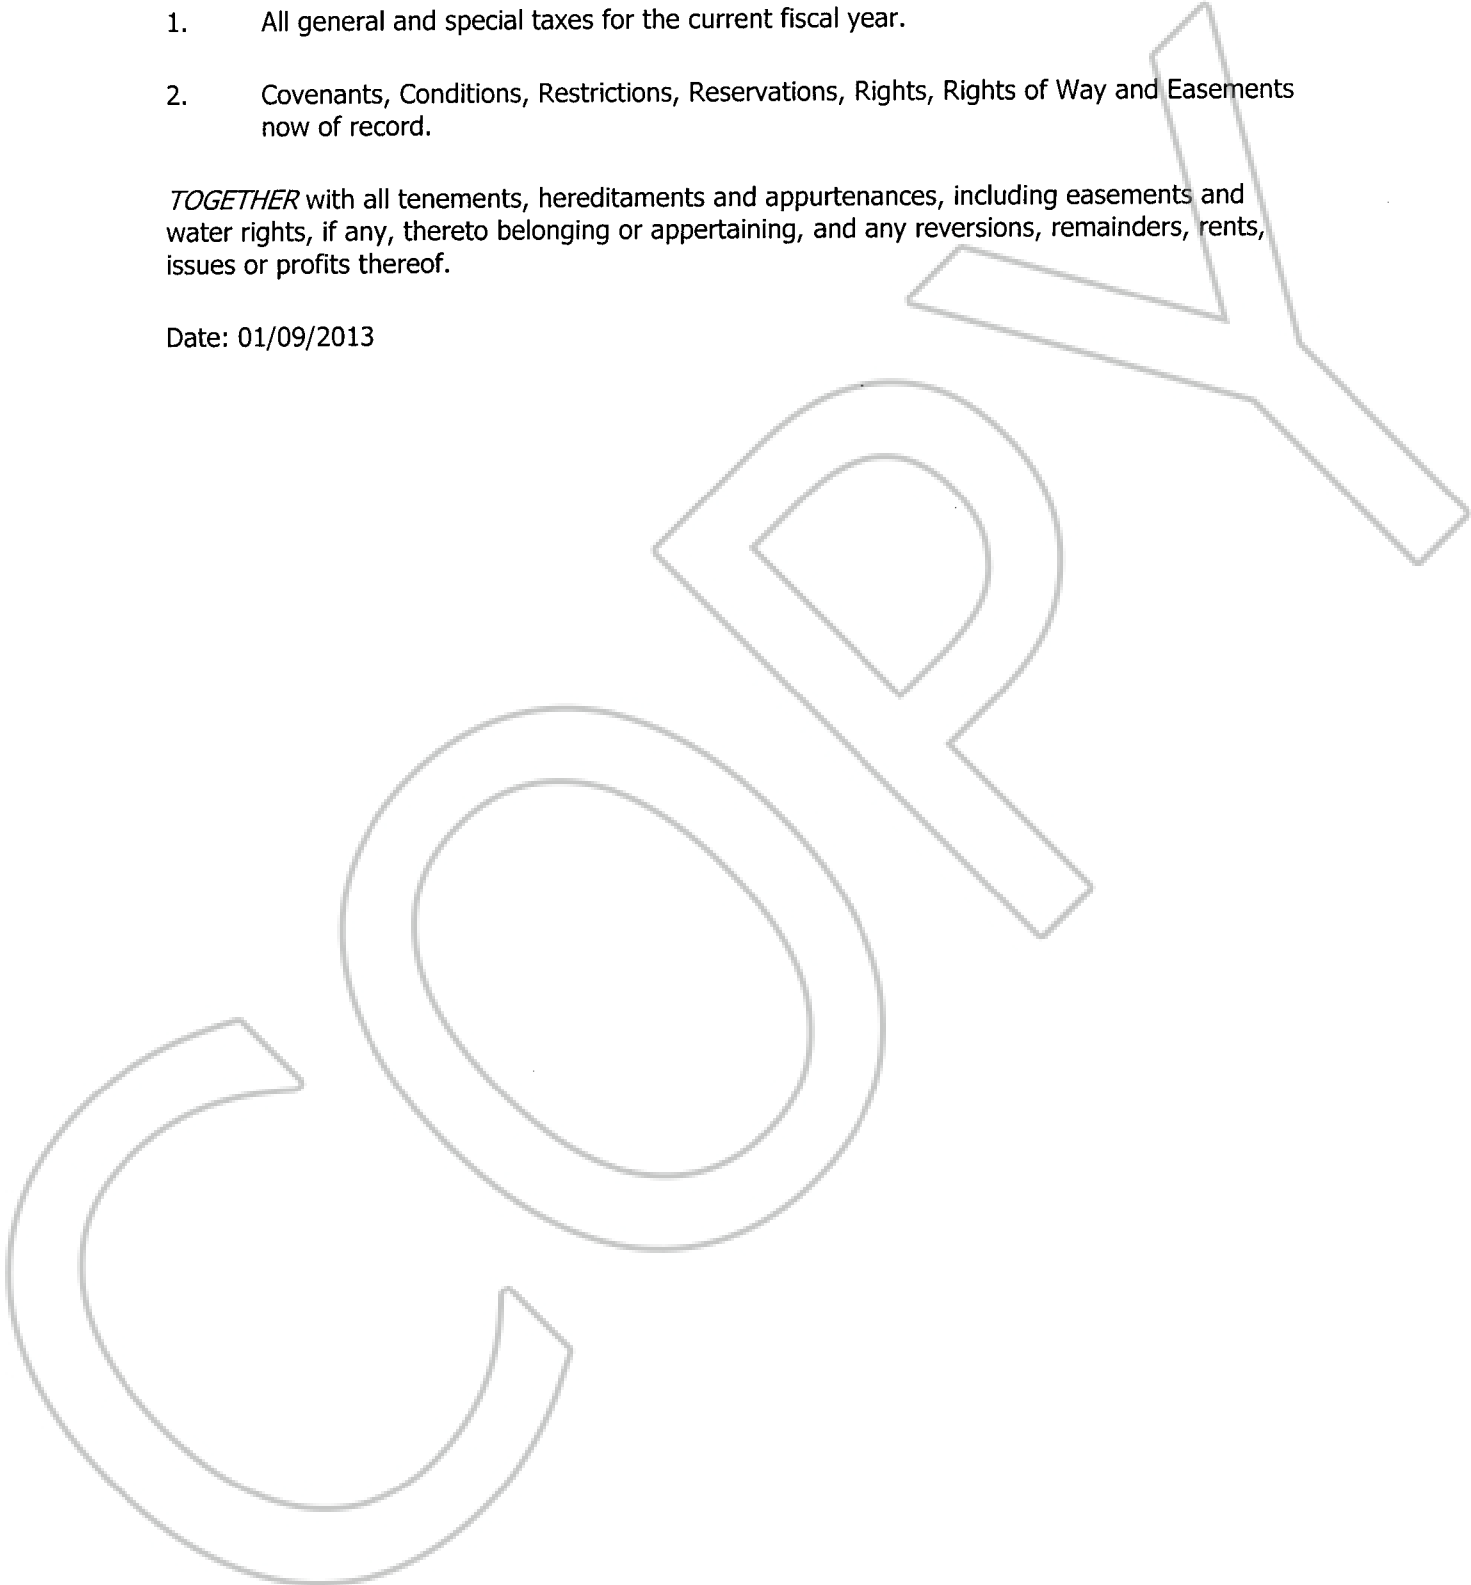 1. All general and special taxes for the current fiscal year.
2. Covenants, Conditions, Restrictions, Reservations, Rights, Rights of Way and Easements
now of record.
TOGETHER with all tenements, hereditaments and appurtenances, including easements and
water rights, if any, thereto belonging or appertaining, and any reversions, remainders, rents,
issues or profits thereof.
Date: 01/09/2013
COPY